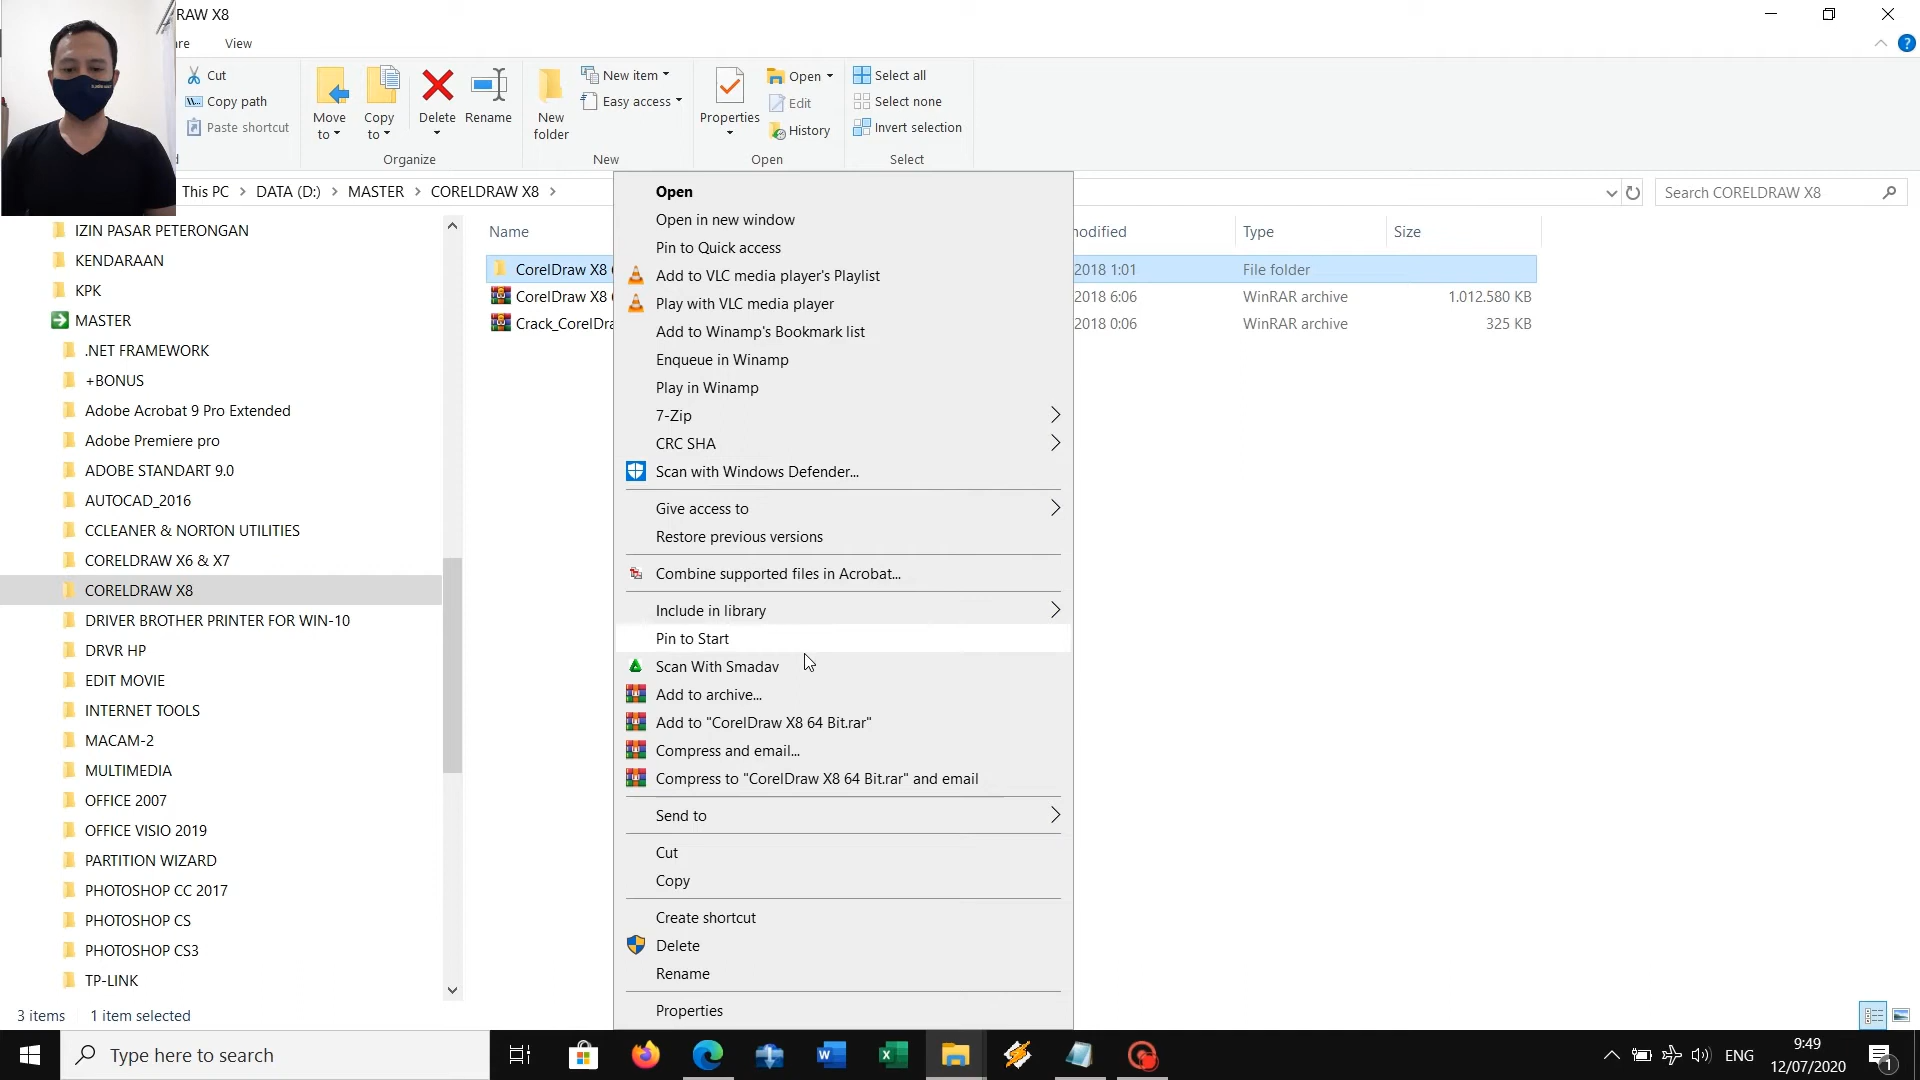 RAW X8
are
View
Cut
Copy path
Paste shortcut
Move to
Copy to
Delete
Rename
Organize
New folder
New item
Easy access
New
Properties
Open
Edit
History
Open
Select all
Select none
Invert selection
Select
This PC > DATA (D:) > MASTER > CORELDRAW X8 >
Search CORELDRAW X8
IZIN PASAR PETERONGAN
KENDARAAN
KPK
MASTER
.NET FRAMEWORK
+BONUS
Adobe Acrobat 9 Pro Extended
Adobe Premiere pro
ADOBE STANDART 9.0
AUTOCAD_2016
CCLEANER & NORTON UTILITIES
CORELDRAW X6 & X7
CORELDRAW X8
DRIVER BROTHER PRINTER FOR WIN-10
DRVR HP
EDIT MOVIE
INTERNET TOOLS
MACAM-2
MULTIMEDIA
OFFICE 2007
OFFICE VISIO 2019
PARTITION WIZARD
PHOTOSHOP CC 2017
PHOTOSHOP CS
PHOTOSHOP CS3
TP-LINK
Name
modified
Type
Size
CorelDraw X8
2018 1:01
File folder
CorelDraw X8
2018 6:06
WinRAR archive
1.012.580 KB
Crack_CorelDra
2018 0:06
WinRAR archive
325 KB
Open
Open in new window
Pin to Quick access
Add to VLC media player's Playlist
Play with VLC media player
Add to Winamp's Bookmark list
Enqueue in Winamp
Play in Winamp
7-Zip
CRC SHA
Scan with Windows Defender...
Give access to
Restore previous versions
Combine supported files in Acrobat...
Include in library
Pin to Start
Scan With Smadav
Add to archive...
Add to "CorelDraw X8 64 Bit.rar"
Compress and email...
Compress to "CorelDraw X8 64 Bit.rar" and email
Send to
Cut
Copy
Create shortcut
Delete
Rename
Properties
3 items
1 item selected
Type here to search
ENG
9:49
12/07/2020
1